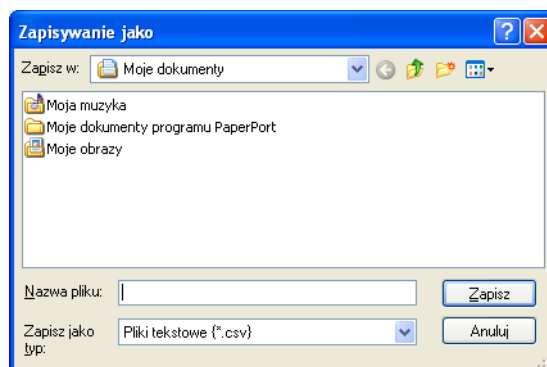 Zapisywanie jako
Zapisz w: Moje dokumenty
Moja muzyka
Moje dokumenty programu PaperPort
Moje obrazy
Nazwa pliku: Zapisz
Zapisz jako typ: Pliki tekstowe {*.csv} Anuluj